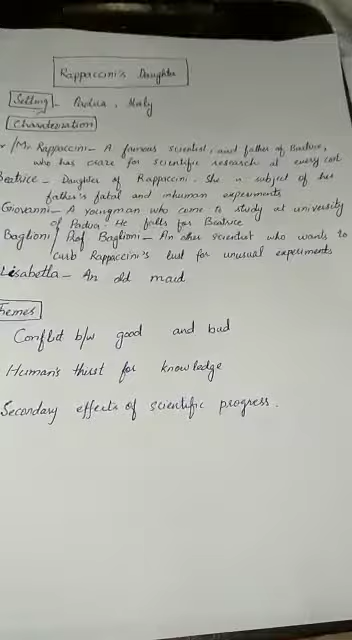 Rappaccini's Daughter
Setting - Padua, Italy
Characterization
r/Mr. Rappaccini - A famous scientist, and father of Beatrice,
who has craze for scientific research at every cost
Beatrice - Daughter of Rappaccini. She is subject of her
father's fatal and inhuman experiments
Giovanni - A youngman who came to study at university
of Padua. He falls for Beatrice
Baglioni/Prof Baglioni - An other scientist who wants to
curb Rappaccini's lust for unusual experiments
Lisabetta - An old maid
Themes
Conflict b/w good and bad
Human's thirst for knowledge
Secondary effects of scientific progress.